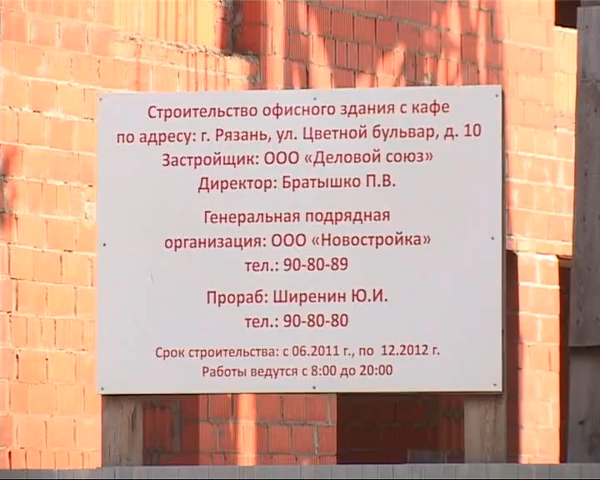 Строительство офисного здания с кафе
по адресу: г. Рязань, ул. Цветной бульвар, д. 10
Застройщик: ООО «Деловой союз»
Директор: Братышко П.В.
Генеральная подрядная
организация: ООО «Новостройка»
тел.: 90-80-89
Прораб: Ширенин Ю.И.
тел.: 90-80-80
Срок строительства: с 06.2011 г., по 12.2012 г.
Работы ведутся с 8:00 до 20:00